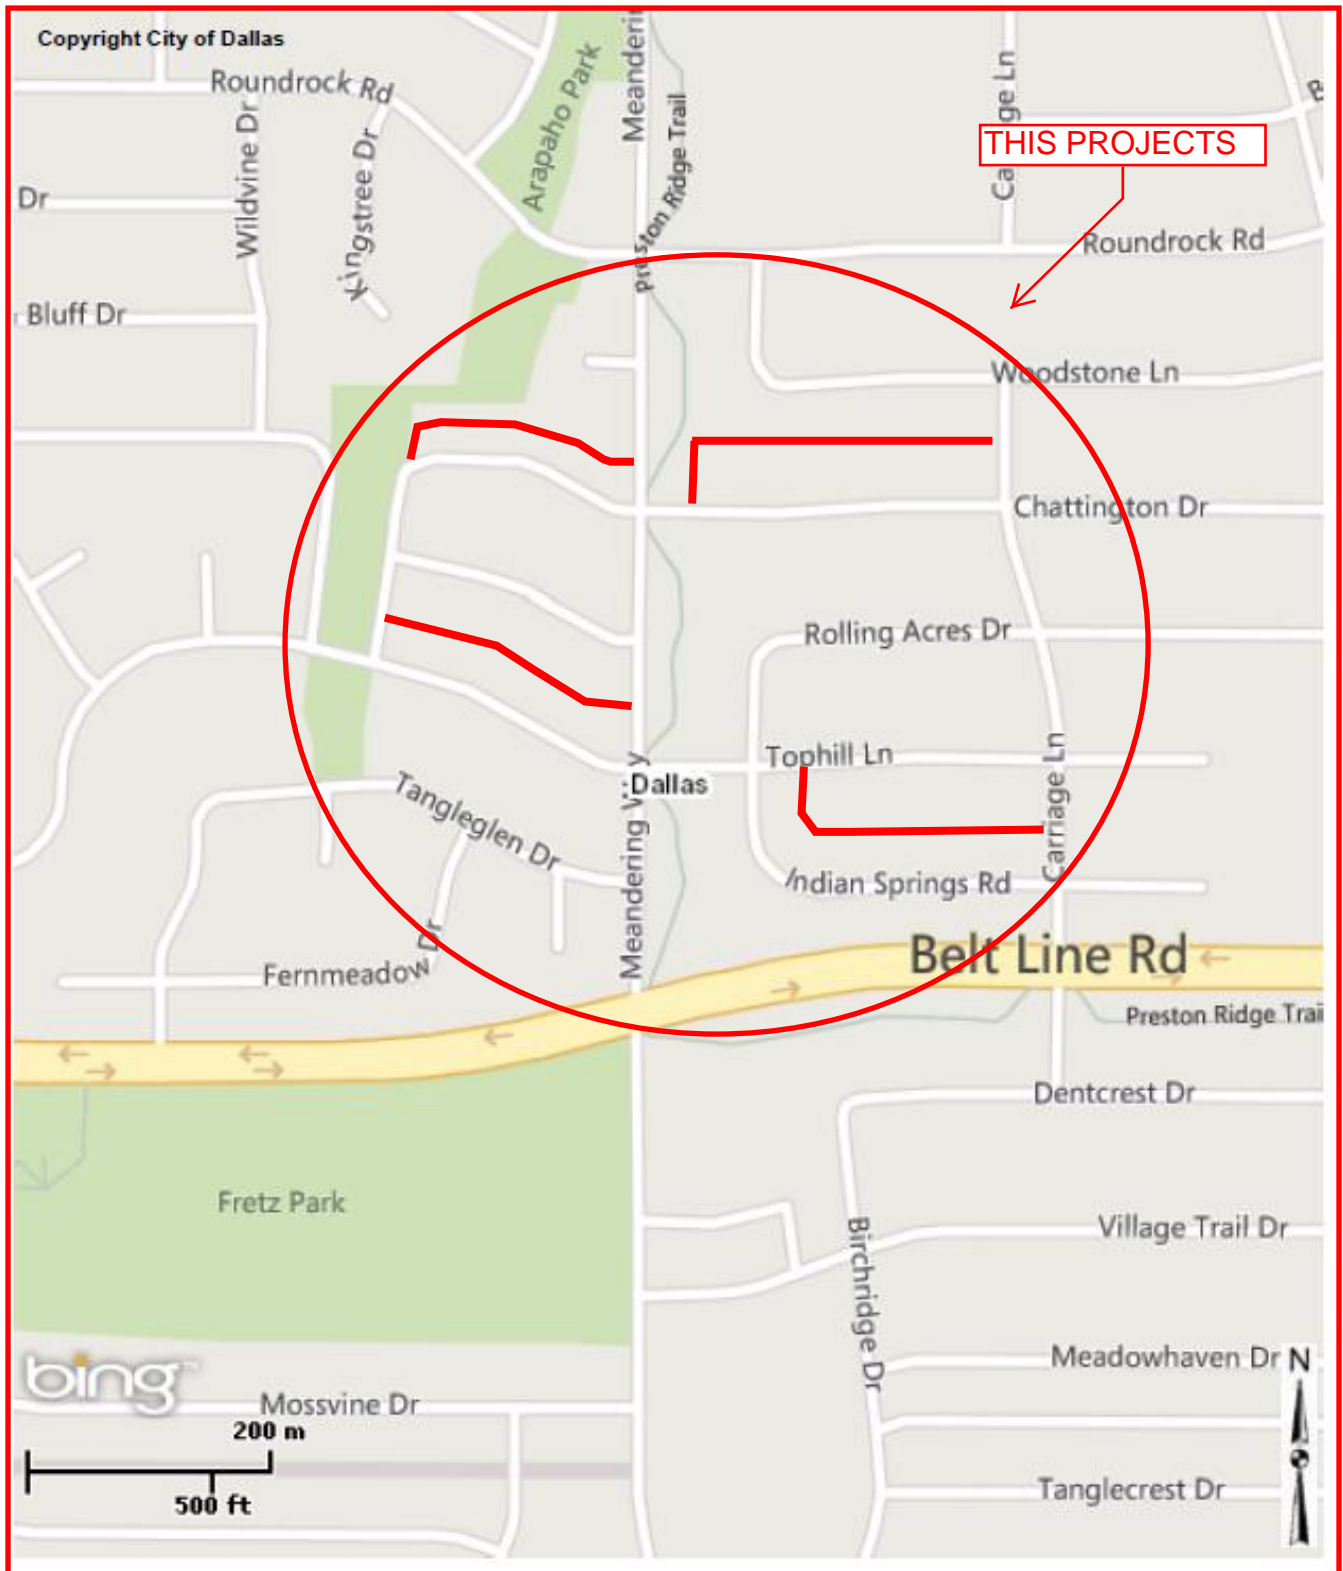 Copyright City of Dallas
Roundrock Rd
Arapaho Park
Preston Ridge Trail
THIS PROJECTS
Wildvine Dr
Kingstree Dr
Dr
Bluff Dr
Roundrock Rd
Woodstone Ln
Chattington Dr
Rolling Acres Dr
Tophill Ln
Dallas
Tangleglen Dr
Meandering
Carriage Ln
Indian Springs Rd
Belt Line Rd
Fernmeadow Dr
Preston Ridge Trai
Dentcrest Dr
Fretz Park
Birchridge Dr
Village Trail Dr
bing
Meadowhaven Dr
N
Mossvine Dr
200 m
500 ft
Tanglecrest Dr